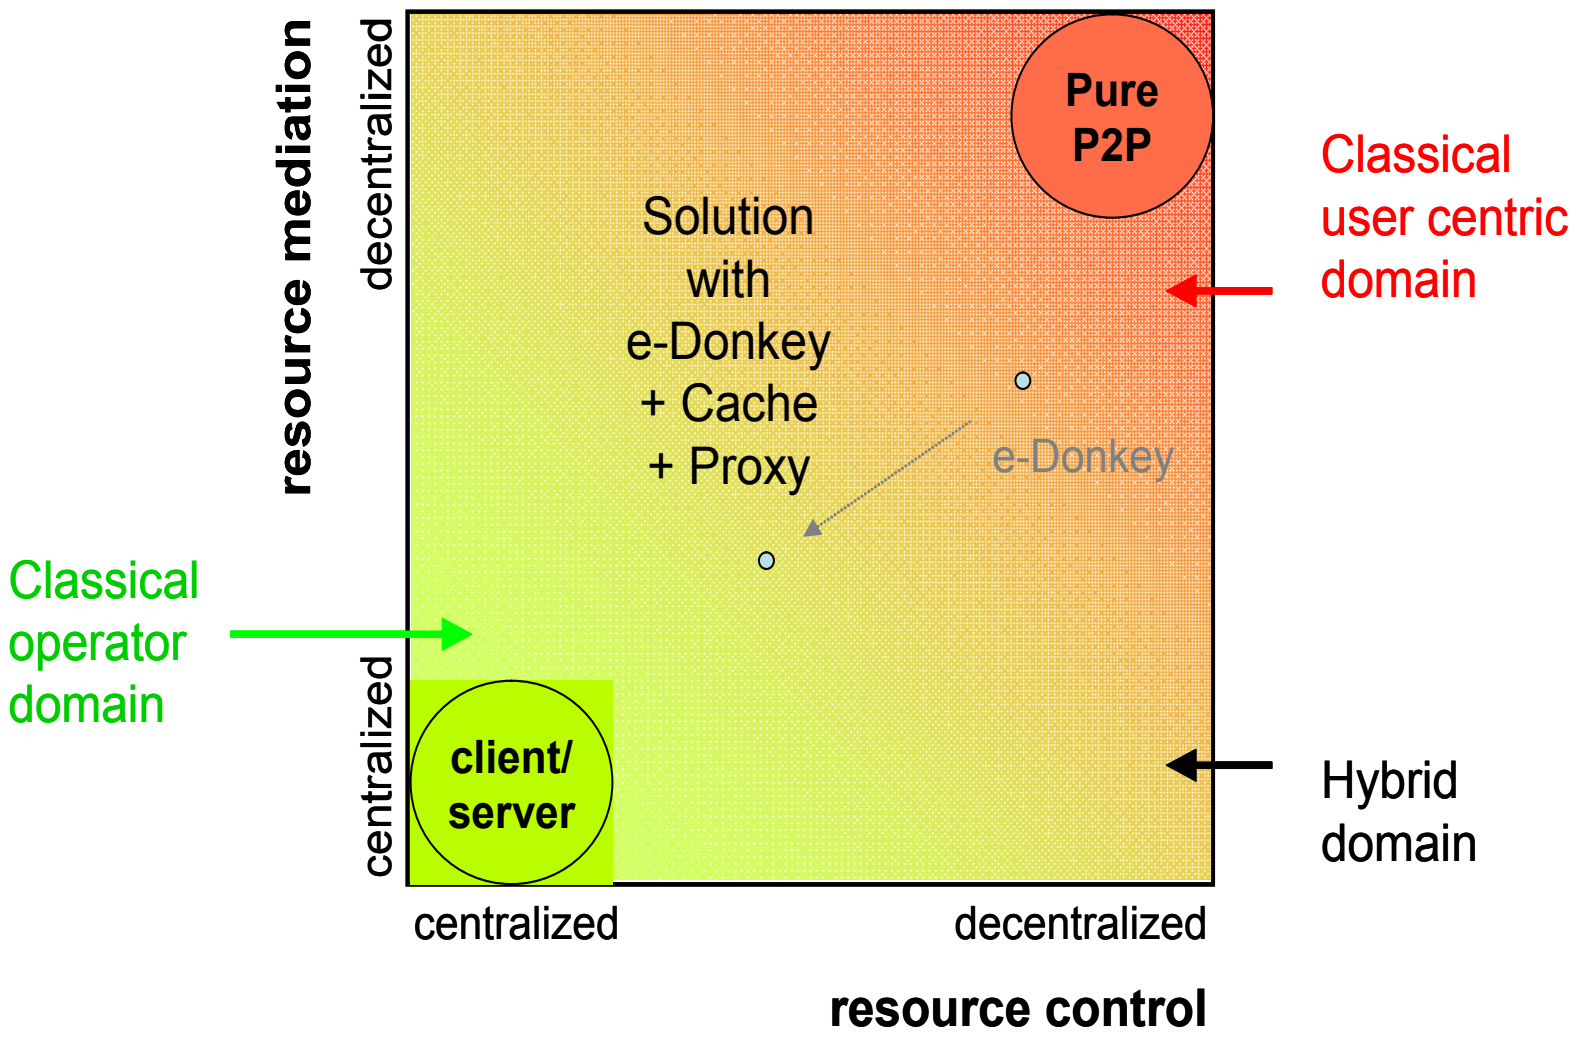 resource mediation
decentralized
centralized
Pure
P2P
Classical
user centric
domain
Solution
with
e-Donkey
+ Cache
+ Proxy
e-Donkey
Classical
operator
domain
client/
server
Hybrid
domain
centralized
decentralized
resource control